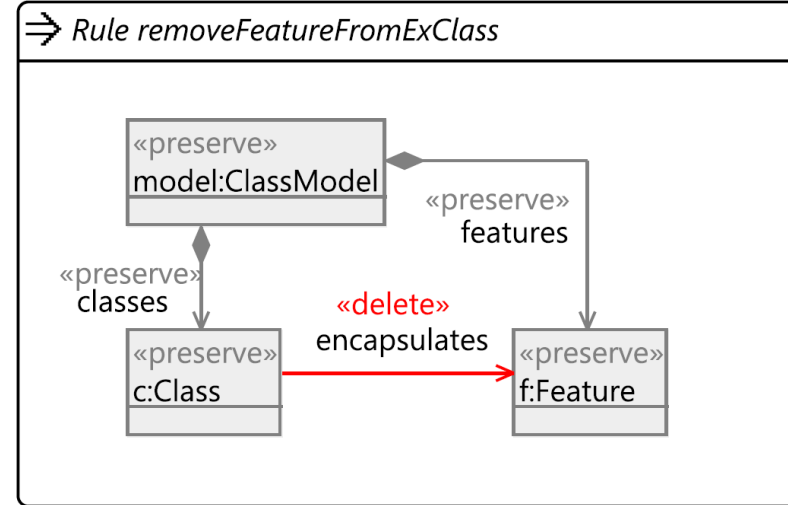 Rule removeFeatureFromExClass
«preserve»
model:ClassModel
«preserve»
features
«preserve»
classes
«delete»
encapsulates
«preserve»
c:Class
«preserve»
f:Feature